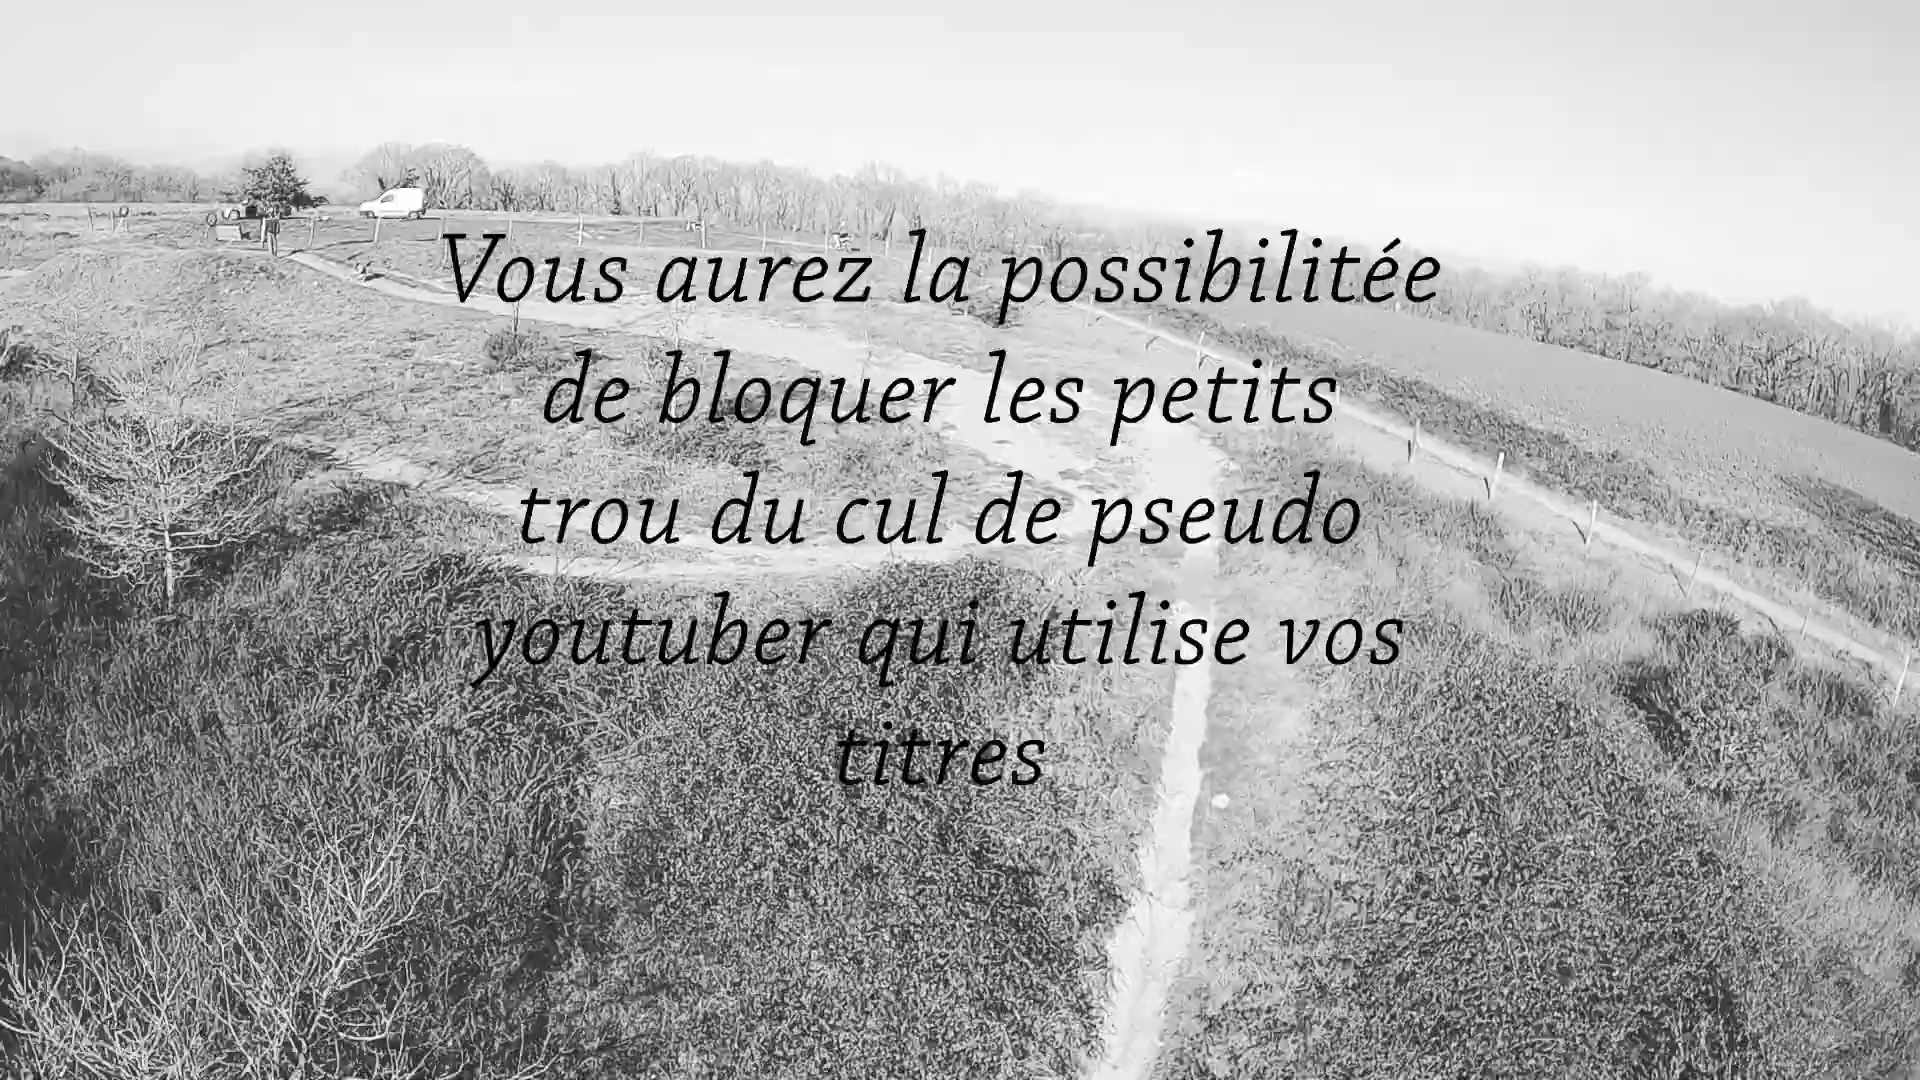 Vous aurez la possibilitée
de bloquer les petits
trou du cul de pseudo
youtuber qui utilise vos
titres